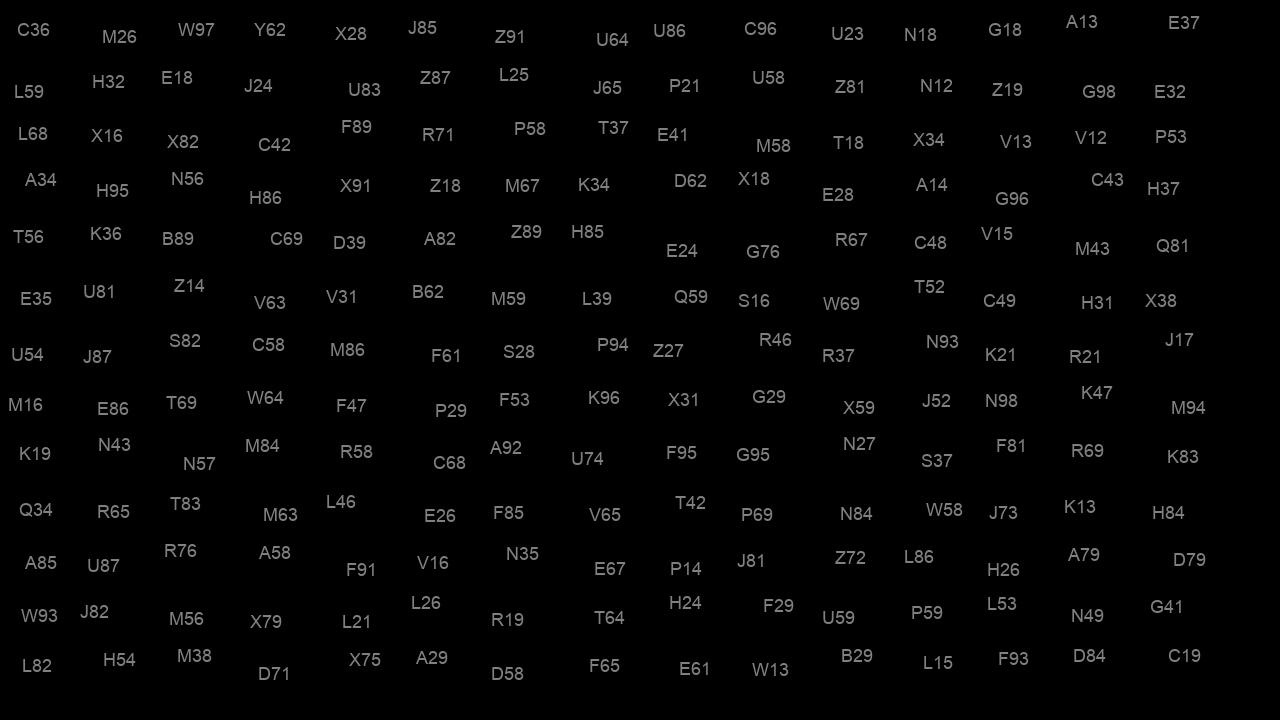 C36 M26 W97 Y62 X28 J85 Z91 U64 U86 C96 U23 N18 G18 A13 E37
L59 H32 E18 J24 U83 Z87 L25 J65 P21 U58 Z81 N12 Z19 G98 E32
L68 X16 X82 C42 F89 R71 P58 T37 E41 M58 T18 X34 V13 V12 P53
A34 H95 N56 H86 X91 Z18 M67 K34 D62 X18 E28 A14 G96 C43 H37
T56 K36 B89 C69 D39 A82 Z89 H85 E24 G76 R67 C48 V15 M43 Q81
E35 U81 Z14 V63 V31 B62 M59 L39 Q59 S16 W69 T52 C49 H31 X38
U54 J87 S82 C58 M86 F61 S28 P94 Z27 R46 R37 N93 K21 R21 J17
M16 E86 T69 W64 F47 P29 F53 K96 X31 G29 X59 J52 N98 K47 M94
K19 N43 N57 M84 R58 C68 A92 U74 F95 G95 N27 S37 F81 R69 K83
Q34 R65 T83 M63 L46 E26 F85 V65 T42 P69 N84 W58 J73 K13 H84
A85 U87 R76 A58 F91 V16 N35 E67 P14 J81 Z72 L86 H26 A79 D79
W93 J82 M56 X79 L21 L26 R19 T64 H24 F29 U59 P59 L53 N49 G41
L82 H54 M38 D71 X75 A29 D58 F65 E61 W13 B29 L15 F93 D84 C19